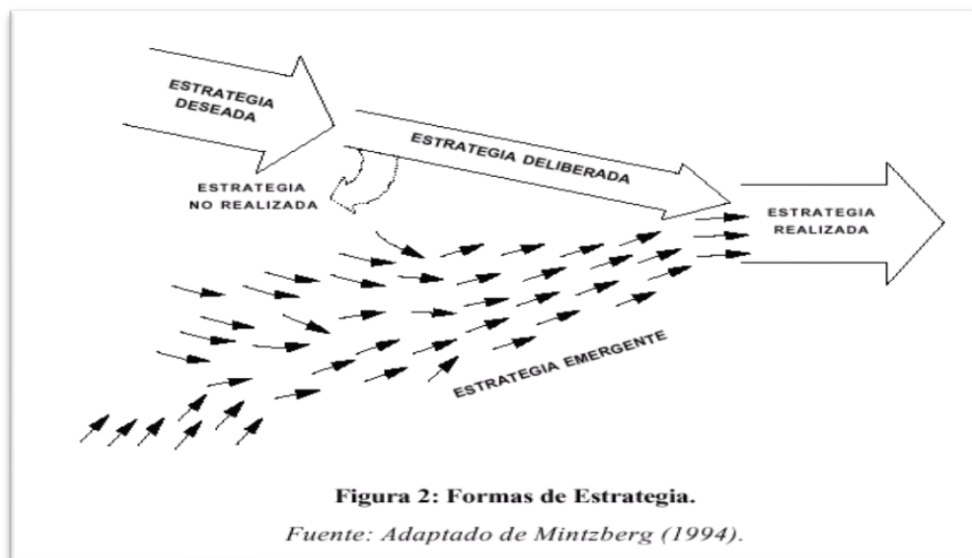 ESTRATEGIA
DESEADA
ESTRATEGIA DELIBERADA
ESTRATEGIA
NO REALIZADA
ESTRATEGIA
REALIZADA
ESTRATEGIA EMERGENTE
Figura 2: Formas de Estrategia.
Fuente: Adaptado de Mintzberg (1994).